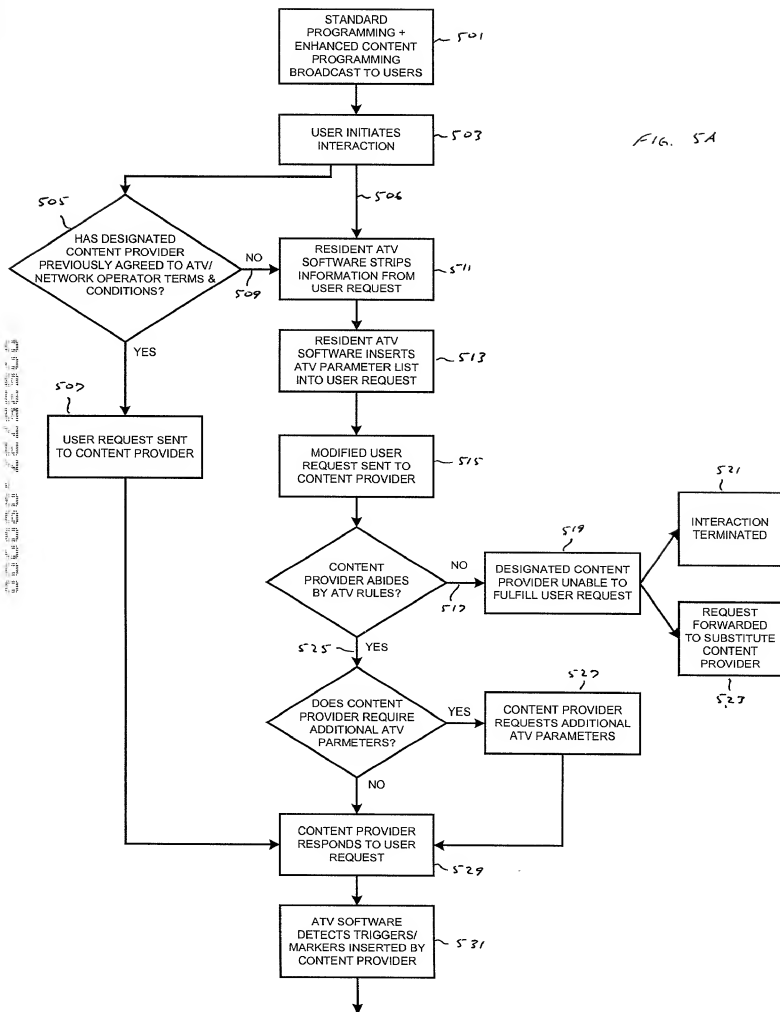 STANDARD
PROGRAMMING +
ENHANCED CONTENT
PROGRAMMING
BROADCAST TO USERS
501
USER INITIATES
INTERACTION
503
FIG. 5A
505
506
HAS DESIGNATED
CONTENT PROVIDER
PREVIOUSLY AGREED TO ATV/
NETWORK OPERATOR TERMS &
CONDITIONS?
NO
509
RESIDENT ATV
SOFTWARE STRIPS
INFORMATION FROM
USER REQUEST
511
YES
RESIDENT ATV
SOFTWARE INSERTS
ATV PARAMETER LIST
INTO USER REQUEST
513
507
USER REQUEST SENT
TO CONTENT PROVIDER
MODIFIED USER
REQUEST SENT TO
CONTENT PROVIDER
515
CONTENT
PROVIDER ABIDES
BY ATV RULES?
NO
517
519
DESIGNATED CONTENT
PROVIDER UNABLE TO
FULFILL USER REQUEST
521
INTERACTION
TERMINATED
REQUEST
FORWARDED
TO SUBSTITUTE
CONTENT
PROVIDER
523
525
YES
DOES CONTENT
PROVIDER REQUIRE
ADDITIONAL ATV
PARMETERS?
YES
527
CONTENT PROVIDER
REQUESTS ADDITIONAL
ATV PARAMETERS
NO
CONTENT PROVIDER
RESPONDS TO USER
REQUEST
529
ATV SOFTWARE
DETECTS TRIGGERS/
MARKERS INSERTED BY
CONTENT PROVIDER
531